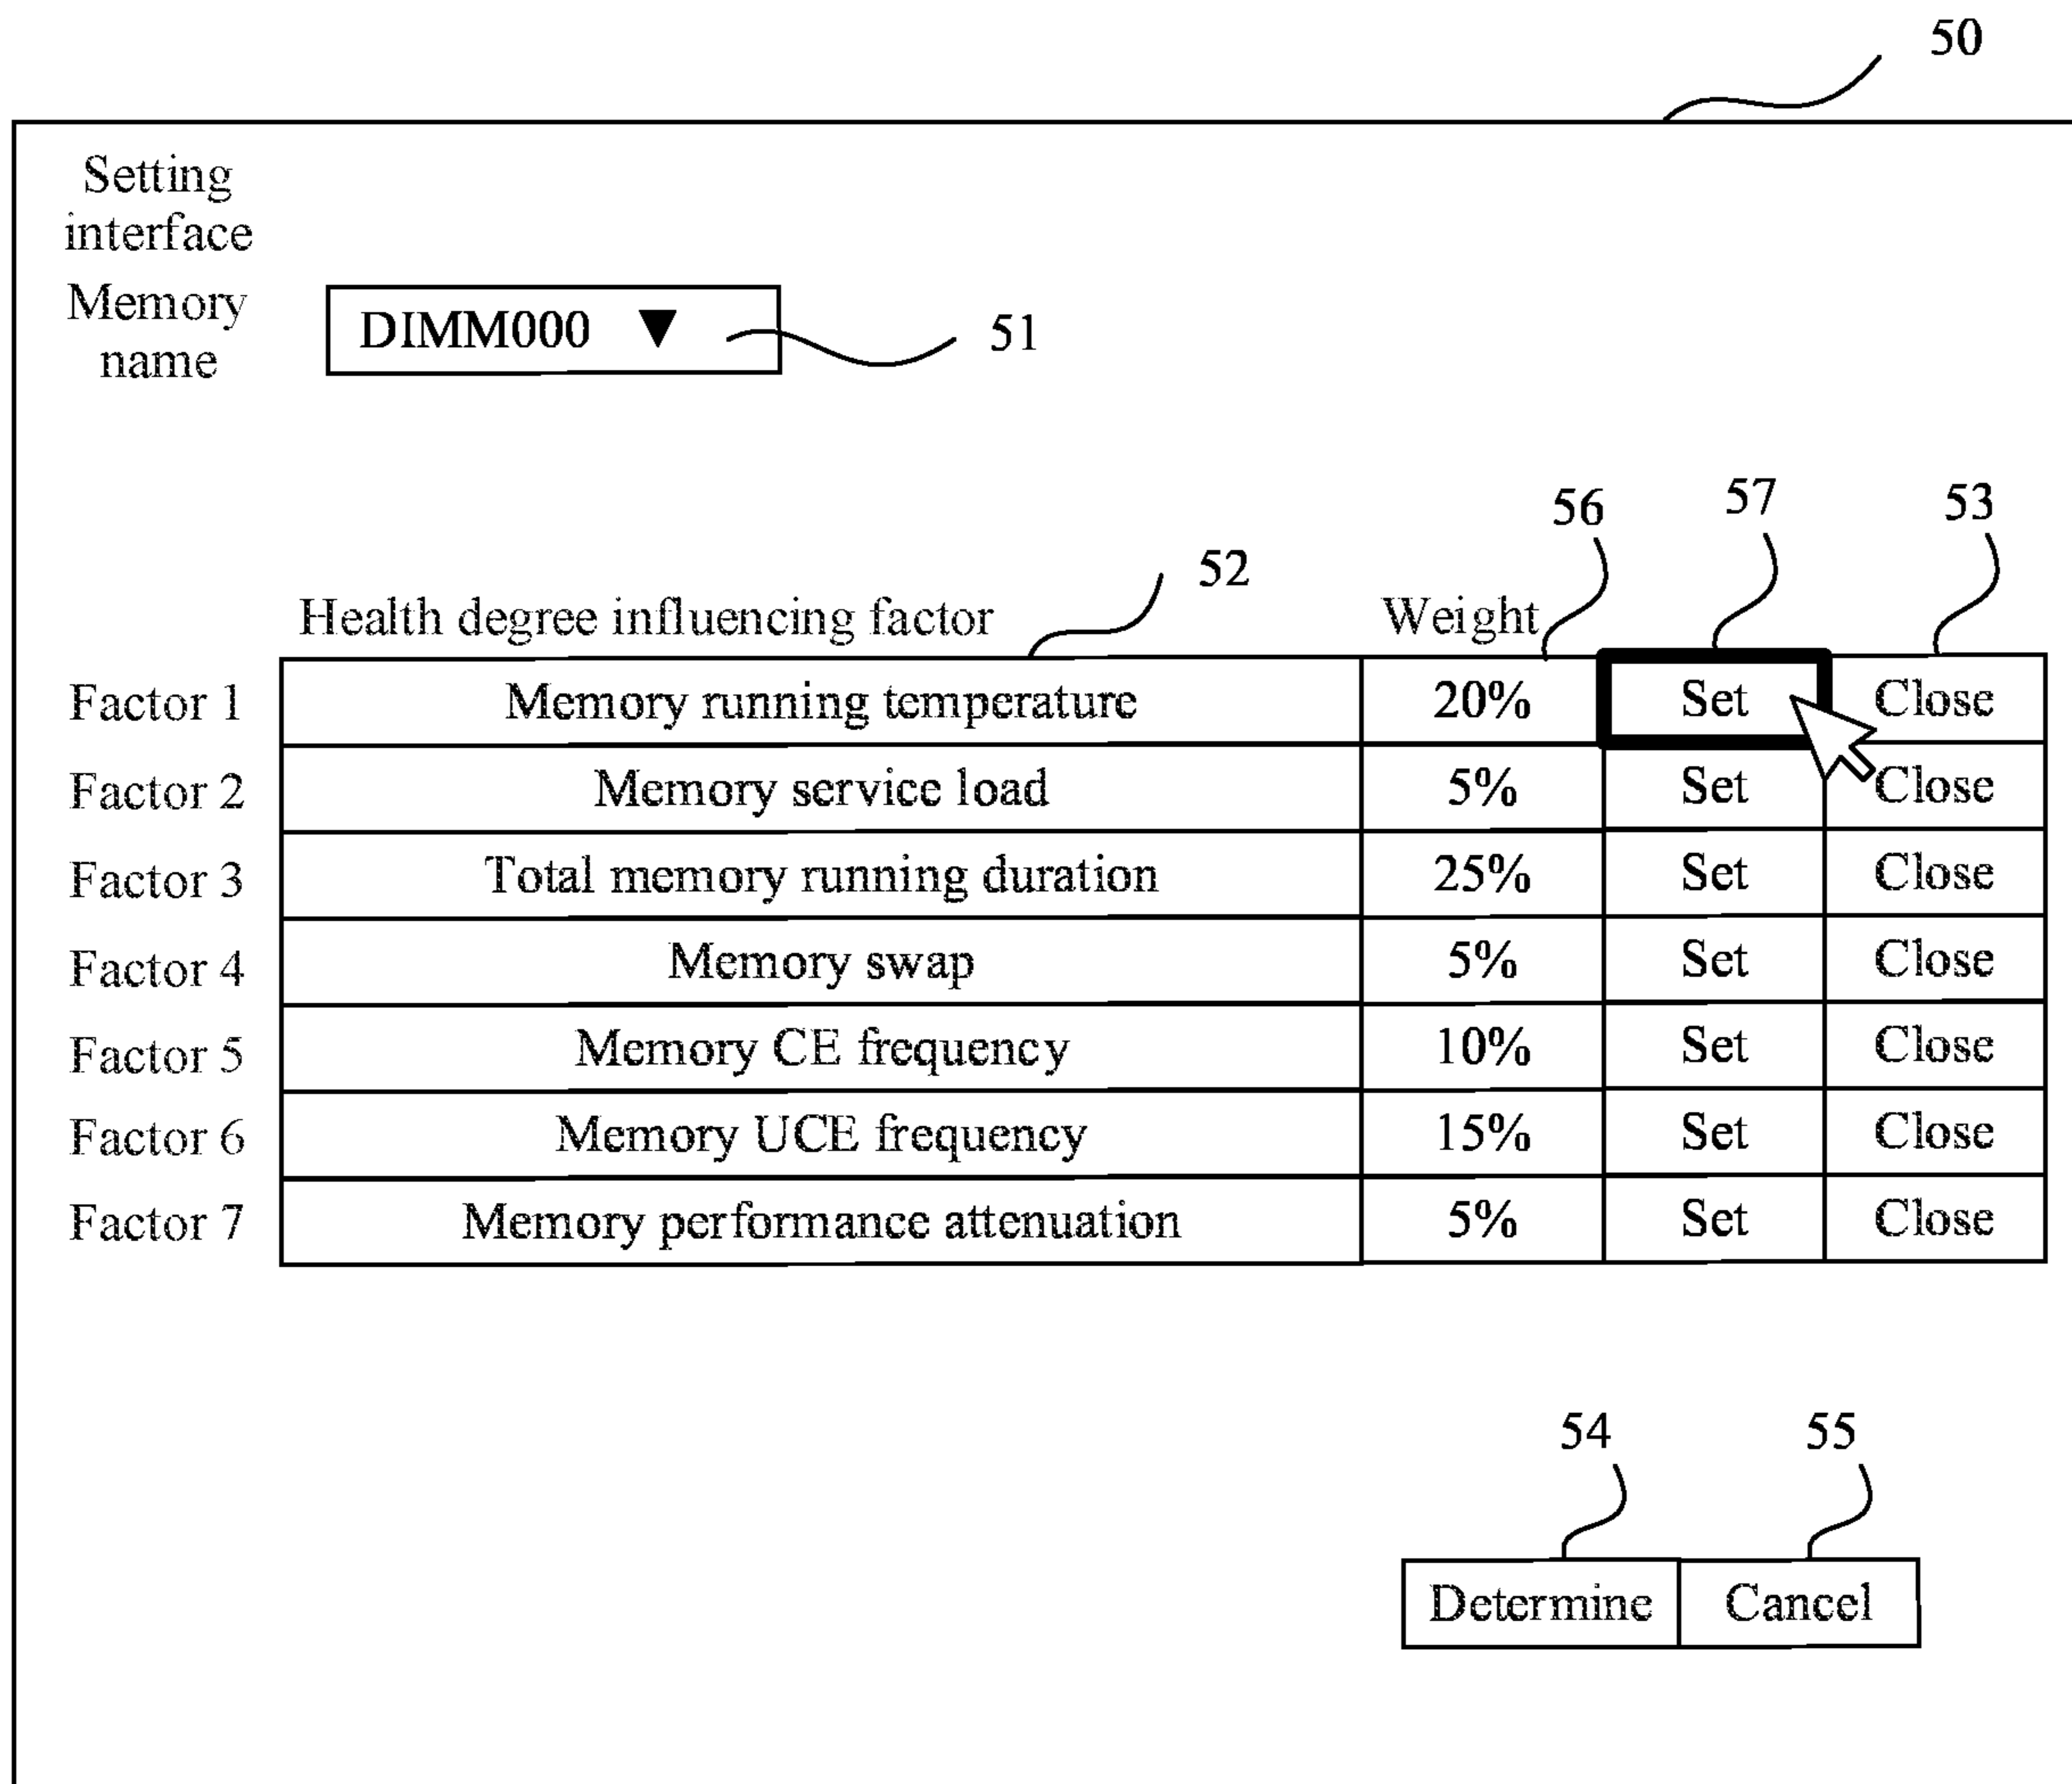 50
Setting
interface
Memory
name
DIMM000 ▼
51
56 57 53
52
Health degree influencing factor Weight
Factor 1 Memory running temperature 20% Set Close
Factor 2 Memory service load 5% Set Close
Factor 3 Total memory running duration 25% Set Close
Factor 4 Memory swap 5% Set Close
Factor 5 Memory CE frequency 10% Set Close
Factor 6 Memory UCE frequency 15% Set Close
Factor 7 Memory performance attenuation 5% Set Close
54 55
Determine Cancel